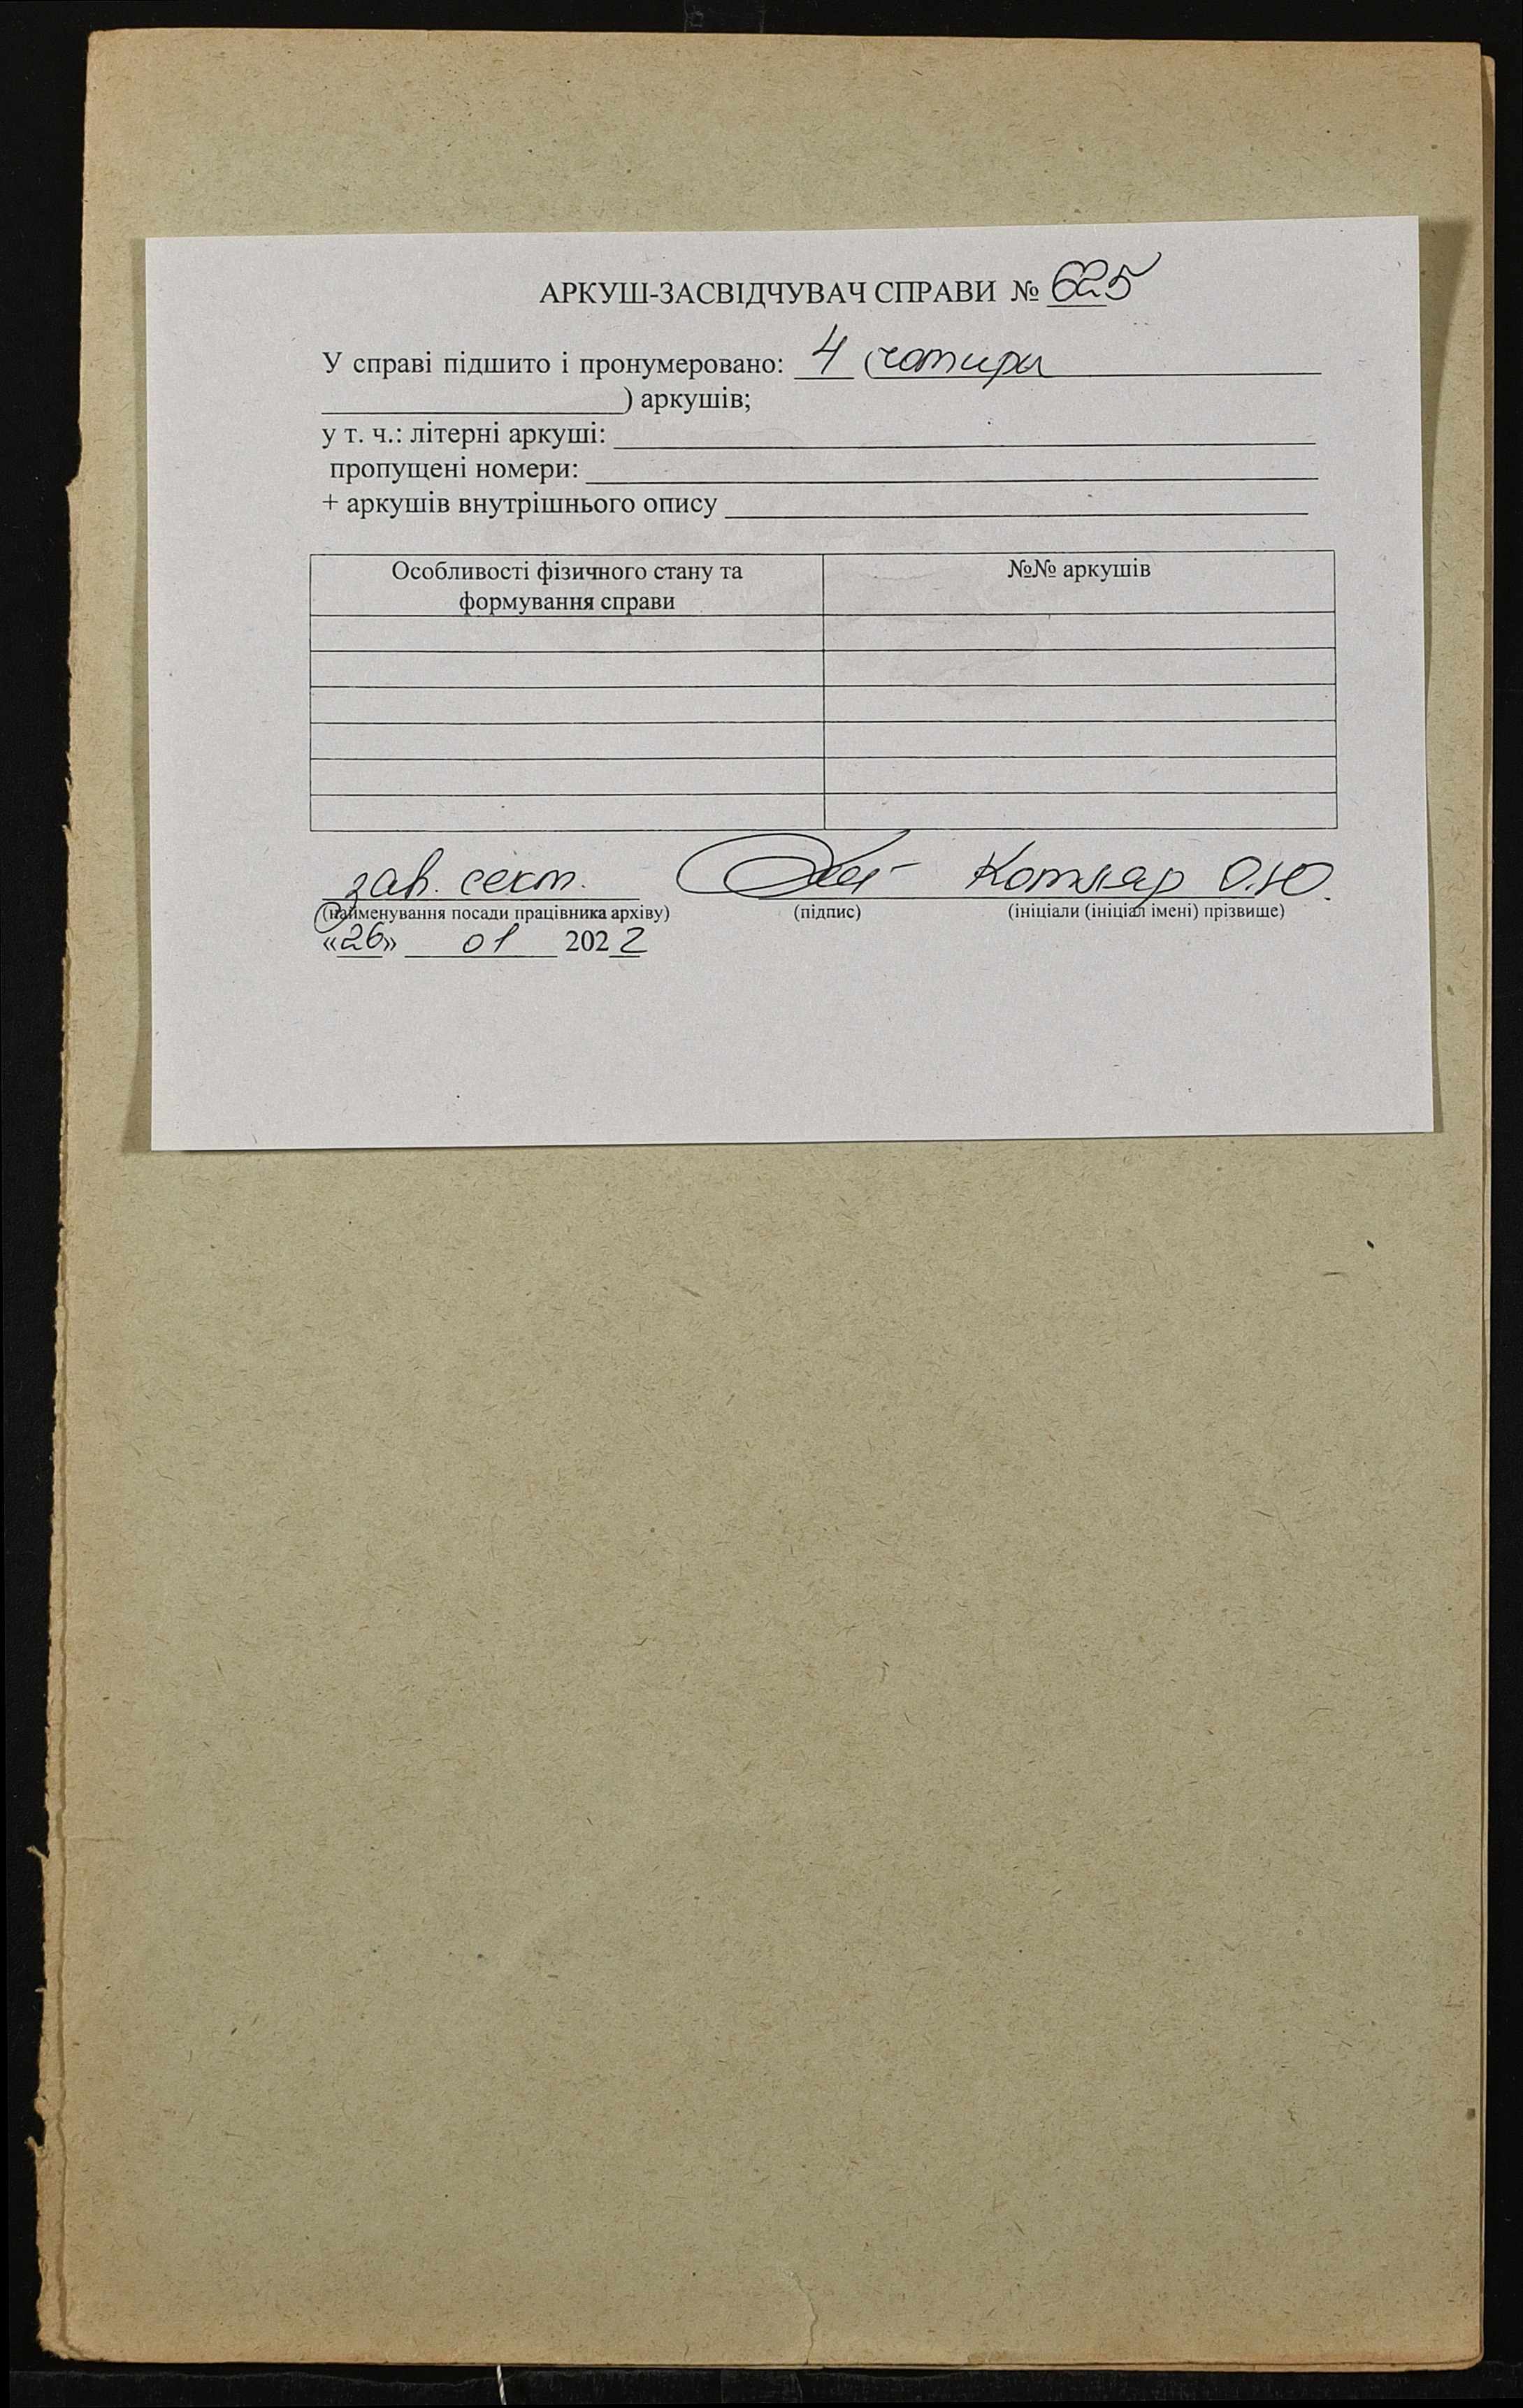 АРКУШ-ЗАСВІДЧУВАЧ СПРАВИ № 625
У справі підшито і пронумеровано: 4 (чотири
) аркушів;
у т. ч.: літерні аркуші:
пропущені номери:
+ аркушів внутрішнього опису
Особливості фізичного стану та формування справи | №№ аркушів
зав. сект. Котляр О.Ю.
(найменування посади працівника архіву) (підпис) (ініціали (ініціал імені) прізвище)
«26» 01 2022